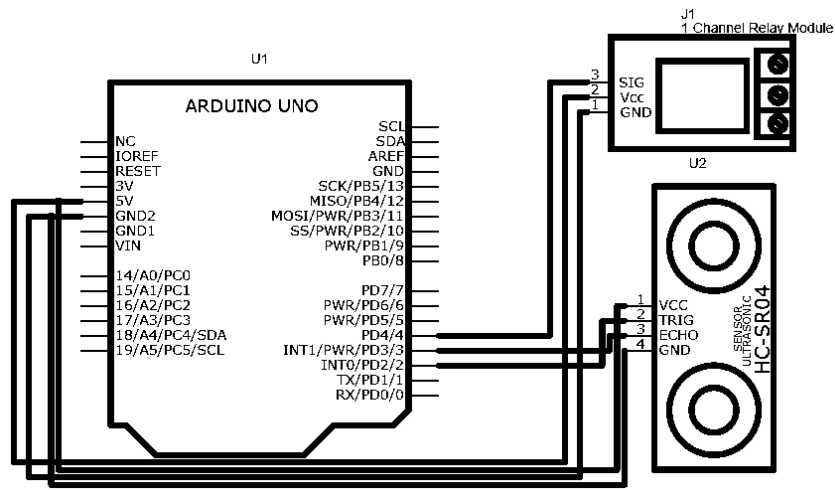 J1
1 Channel Relay Module
U1
ARDUINO UNO
3 SIG
2 Vcc
1 GND
U2
NC
IOREF
RESET
3V
5V
GND2
GND1
VIN
14/A0/PC0
15/A1/PC1
16/A2/PC2
17/A3/PC3
18/A4/PC4/SDA
19/A5/PC5/SCL
SCL
SDA
AREF
GND
SCK/PB5/13
MISO/PB4/12
MOSI/PWR/PB3/11
SS/PWR/PB2/10
PWR/PB1/9
PB0/8
PD7/7
PWR/PD6/6
PWR/PD5/5
PD4/4
INT1/PWR/PD3/3
INT0/PD2/2
TX/PD1/1
RX/PD0/0
1 VCC
2 TRIG
3 ECHO
4 GND
SENSOR
ULTRASONIC
HC-SR04